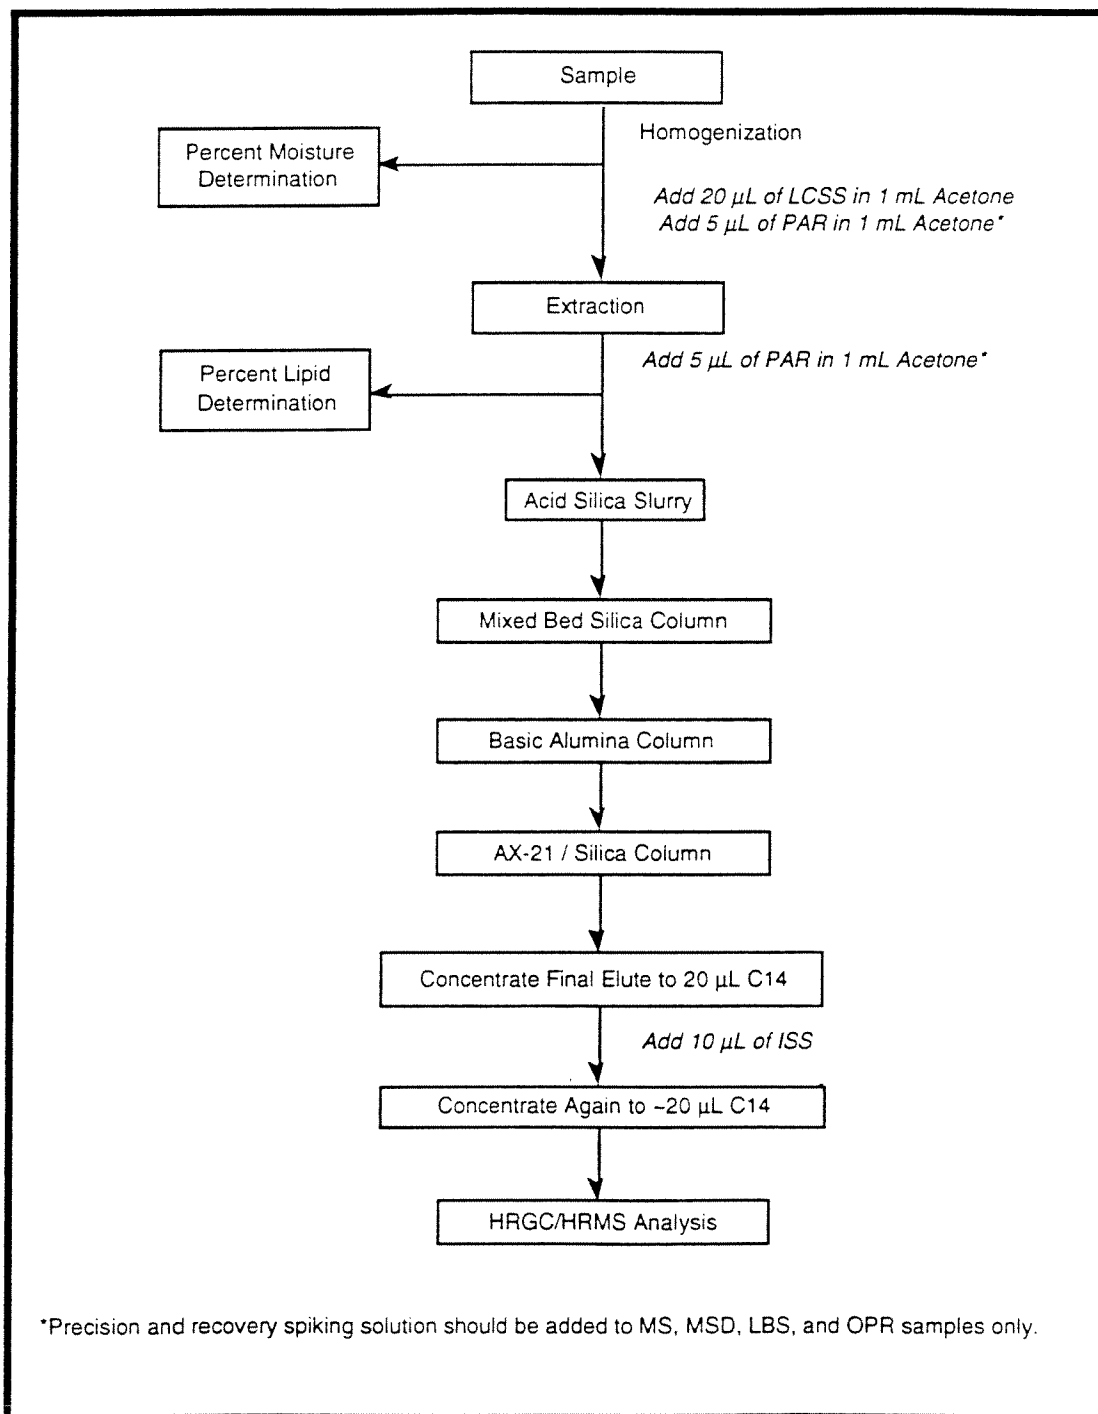 Sample
Homogenization
Percent Moisture
Determination
Add 20 µL of LCSS in 1 mL Acetone
Add 5 µL of PAR in 1 mL Acetone*
Extraction
Add 5 µL of PAR in 1 mL Acetone*
Percent Lipid
Determination
Acid Silica Slurry
Mixed Bed Silica Column
Basic Alumina Column
AX-21 / Silica Column
Concentrate Final Elute to 20 µL C14
Add 10 µL of ISS
Concentrate Again to ~20 µL C14
HRGC/HRMS Analysis
*Precision and recovery spiking solution should be added to MS, MSD, LBS, and OPR samples only.